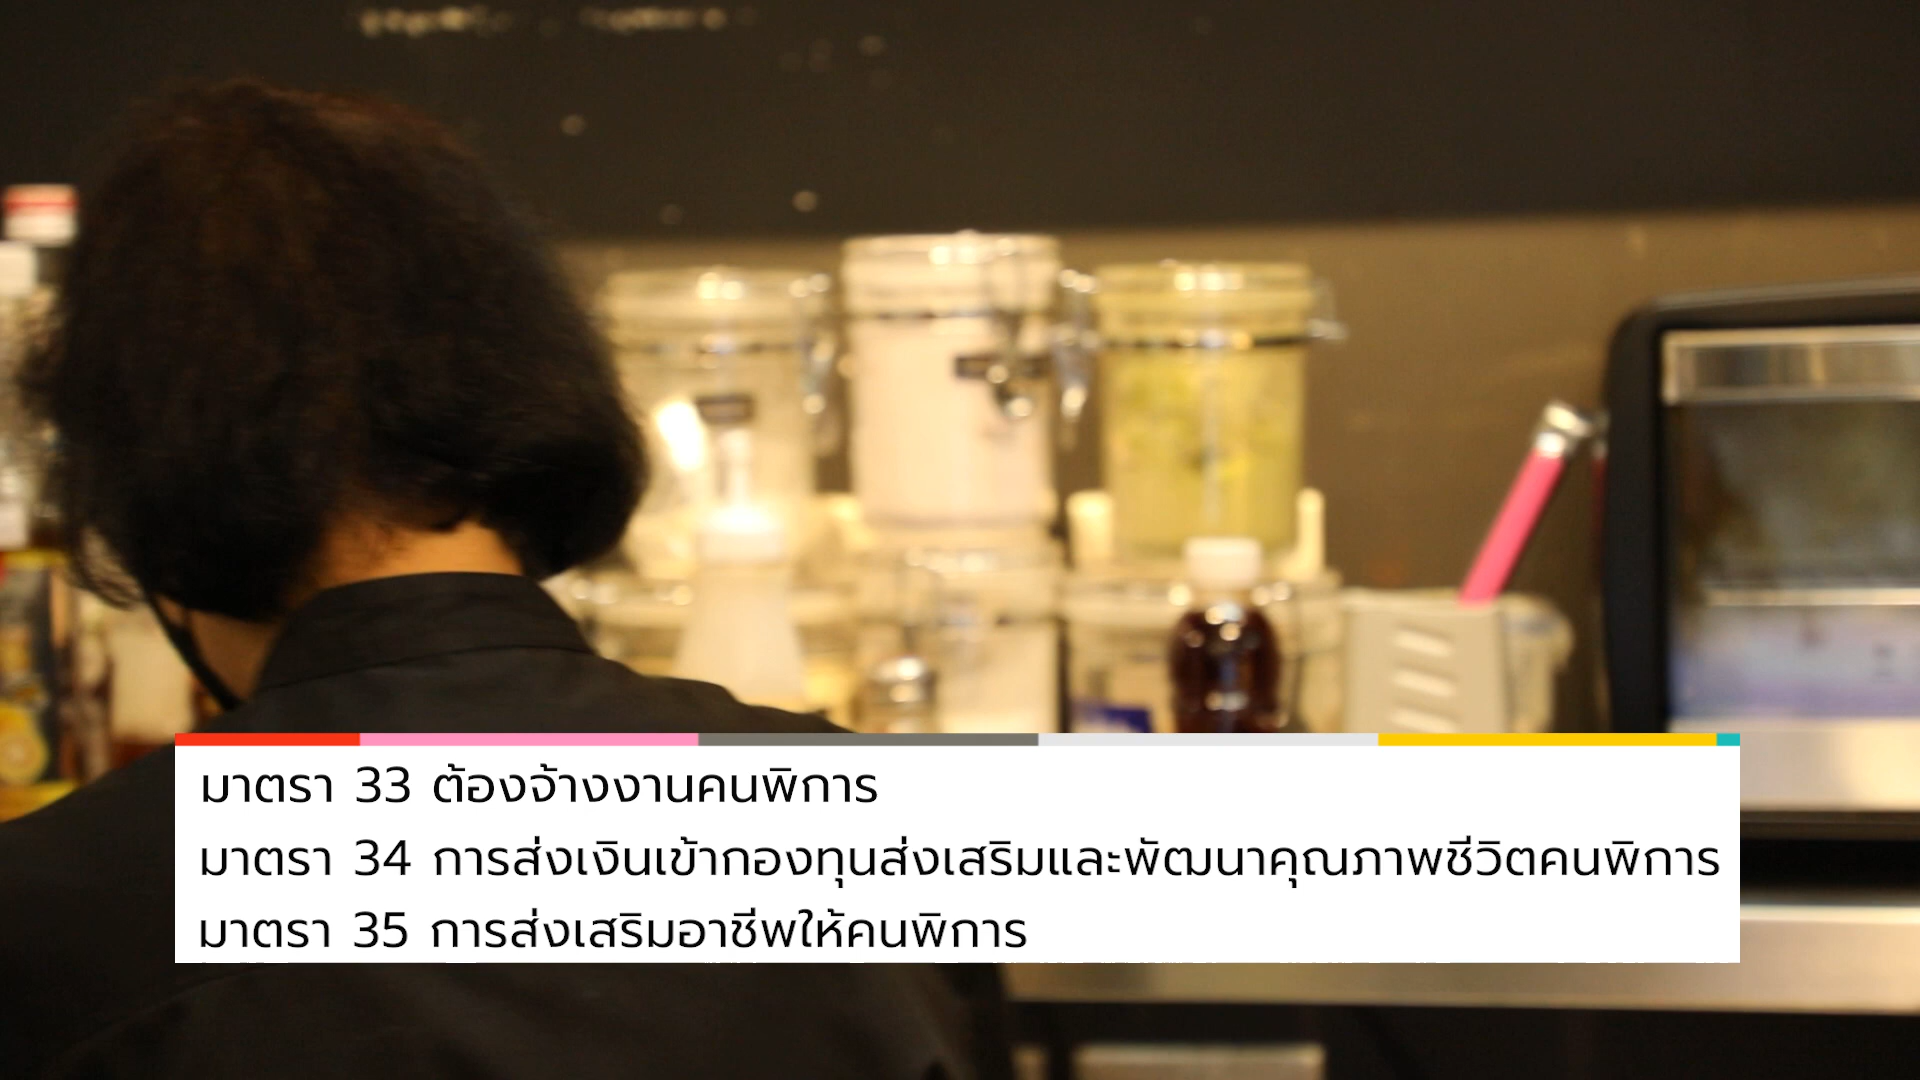 มาตรา 33 ต้องจ้างงานคนพิการ
มาตรา 34 การส่งเงินเข้ากองทุนส่งเสริมและพัฒนาคุณภาพชีวิตคนพิการ
มาตรา 35 การส่งเสริมอาชีพให้คนพิการ